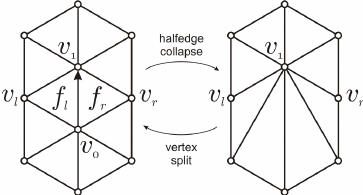 v₁
halfedge
collapse
v₁
vₗ
fₗ
fᵣ
vᵣ
vₗ
vᵣ
v₀
vertex
split